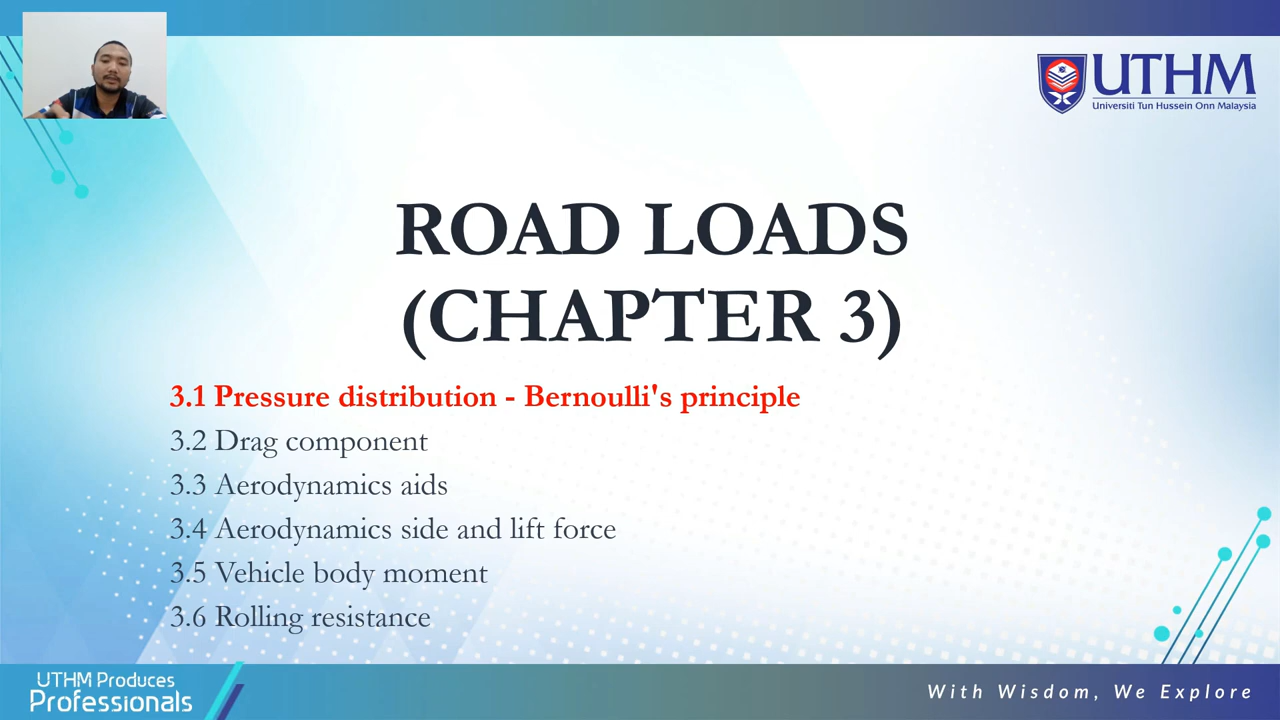 UTHM
Universiti Tun Hussein Onn Malaysia
ROAD LOADS
(CHAPTER 3)
3.1 Pressure distribution - Bernoulli's principle
3.2 Drag component
3.3 Aerodynamics aids
3.4 Aerodynamics side and lift force
3.5 Vehicle body moment
3.6 Rolling resistance
UTHM Produces
Professionals
With Wisdom, We Explore